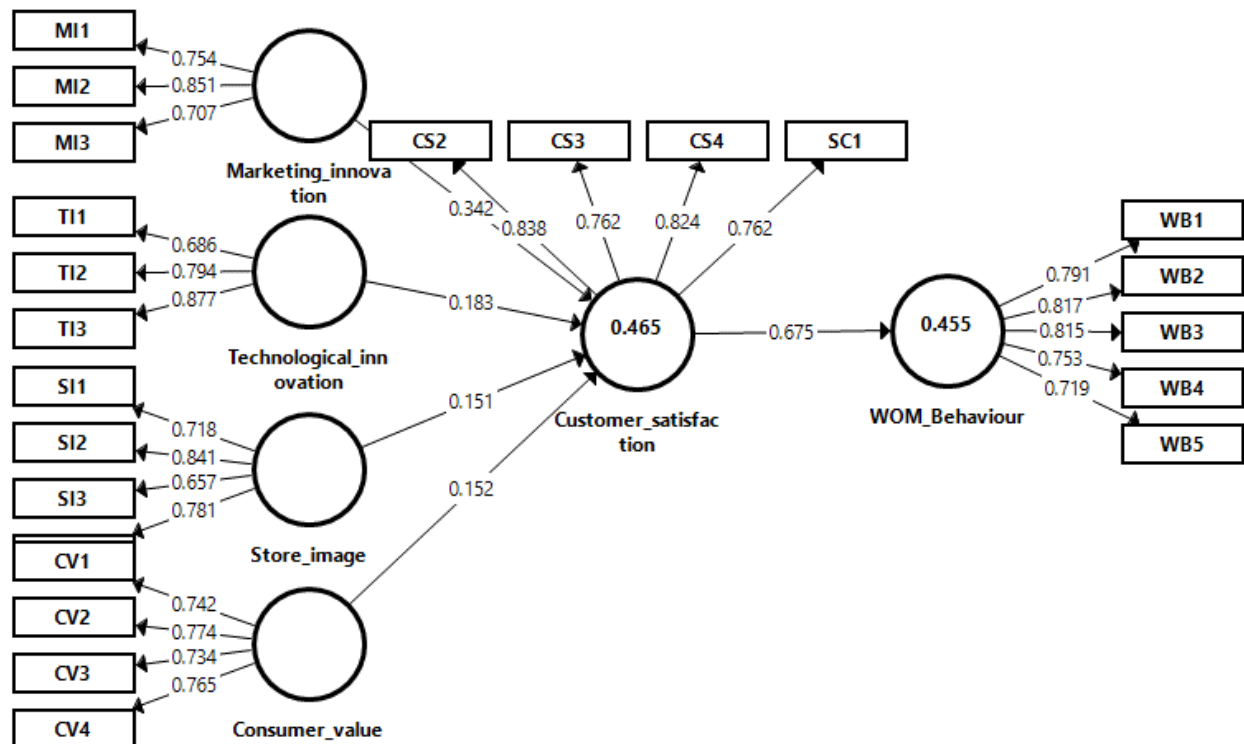 MI1
MI2
MI3
0.754
0.851
0.707
Marketing_innova
tion
TI1
TI2
TI3
0.686
0.794
0.877
Technological_inn
ovation
SI1
SI2
SI3
0.718
0.841
0.657
0.781
Store_image
CV1
CV2
CV3
CV4
0.742
0.774
0.734
0.765
Consumer_value
0.342
0.183
0.151
0.152
CS2
CS3
CS4
SC1
0.838
0.762
0.824
0.762
0.465
Customer_satisfac
tion
0.675
0.455
WOM_Behaviour
0.791
0.817
0.815
0.753
0.719
WB1
WB2
WB3
WB4
WB5